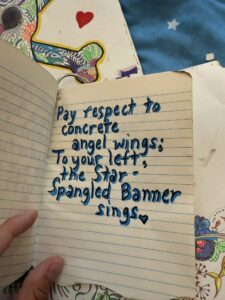 Pay respect to
concrete
angel wings;
To your left,
the Star-
Spangled Banner
sings♥